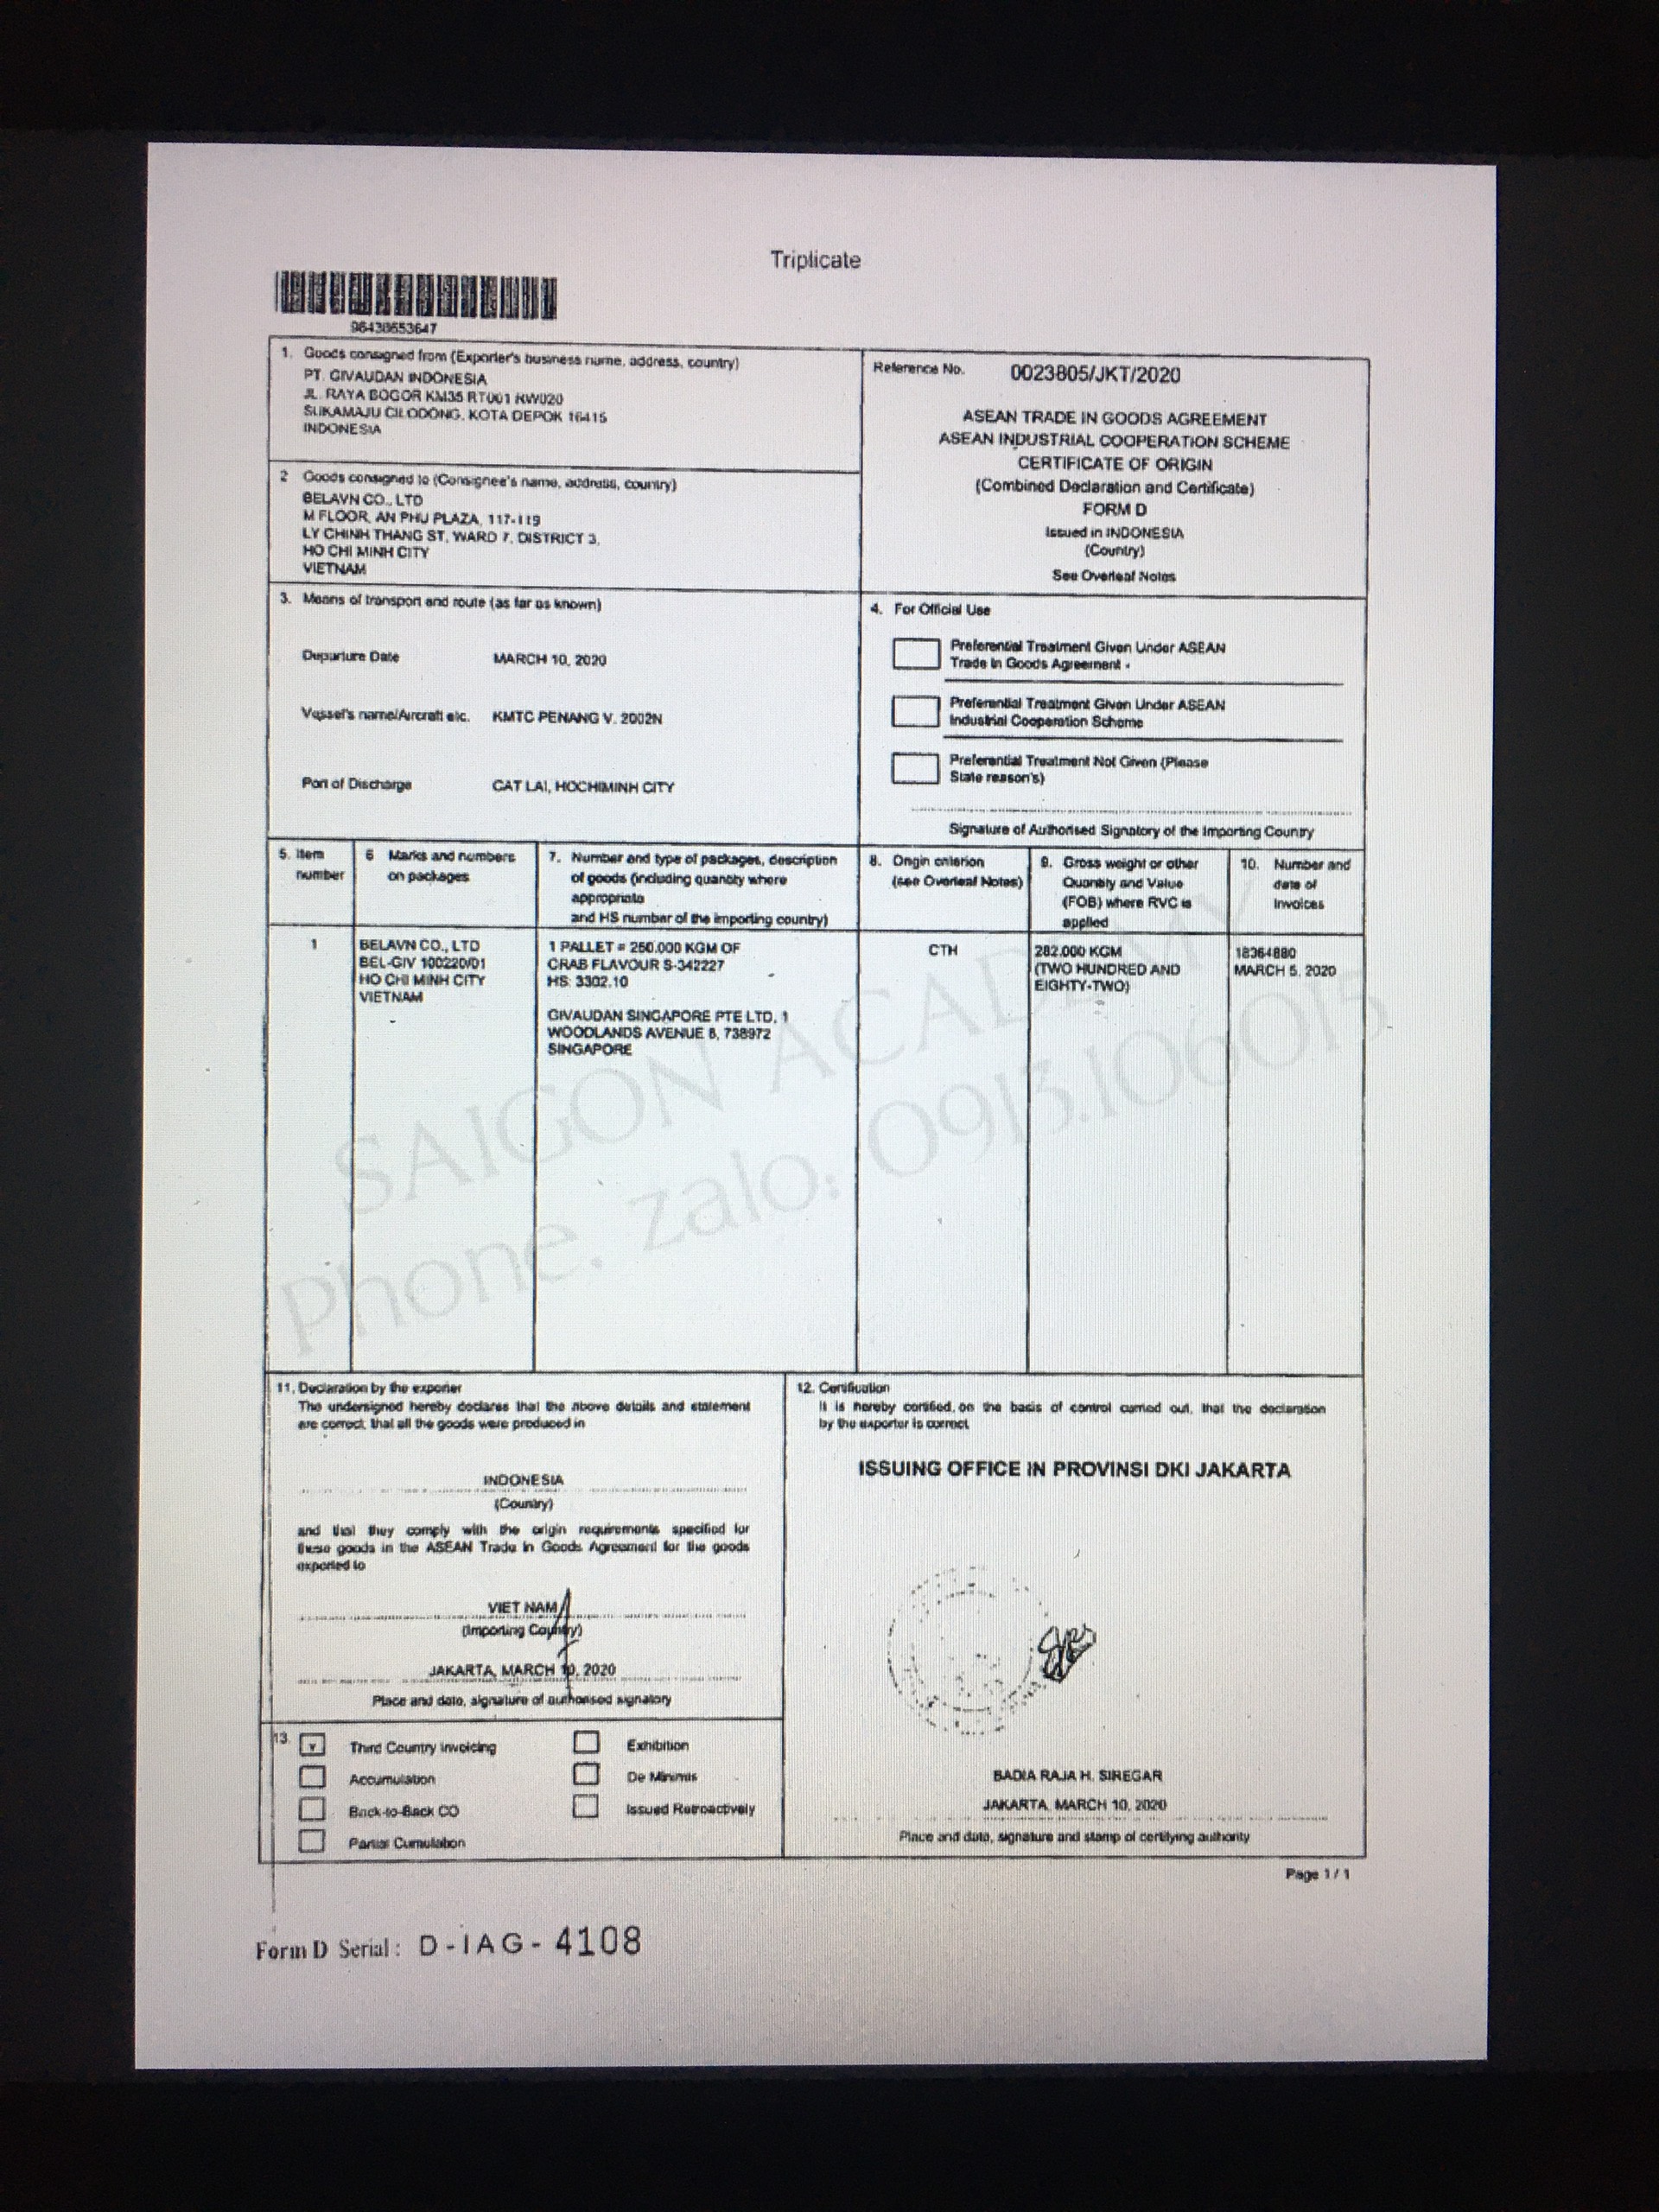 Triplicate
96438653647
1. Goods consigned from (Exporter's business name, address, country)
PT. GIVAUDAN INDONESIA
JL. RAYA BOGOR KM35 RT001 RW020
SUKAMAJU CILODONG, KOTA DEPOK 16415
INDONESIA
Reference No. 0023805/JKT/2020
ASEAN TRADE IN GOODS AGREEMENT
ASEAN INDUSTRIAL COOPERATION SCHEME
CERTIFICATE OF ORIGIN
(Combined Declaration and Certificate)
FORM D
Issued in INDONESIA
(Country)
See Overleaf Notes
2 Goods consigned to (Consignee's name, address, country)
BELAVN CO., LTD
M FLOOR, AN PHU PLAZA, 117-119
LY CHINH THANG ST, WARD 7, DISTRICT 3,
HO CHI MINH CITY
VIETNAM
3. Means of transport and route (as far as known)
Departure Date MARCH 10, 2020
Vessel's name/Aircraft etc. KMTC PENANG V. 2002N
Port of Discharge CAT LAI, HOCHIMINH CITY
4. For Official Use
Preferential Treatment Given Under ASEAN
Trade In Goods Agreement
Preferential Treatment Given Under ASEAN
Industrial Cooperation Scheme
Preferential Treatment Not Given (Please
State reason's)
Signature of Authorised Signatory of the Importing Country
5. Item
number
6 Marks and numbers
on packages
7. Number and type of packages, description
of goods (including quantity where
appropriate
and HS number of the importing country)
8. Origin criterion
(see Overleaf Notes)
9. Gross weight or other
Quantity and Value
(FOB) where RVC is
applied
10. Number and
date of
Invoices
1
BELAVN CO., LTD
BEL-GIV 100220/01
HO CHI MINH CITY
VIETNAM
1 PALLET = 250.000 KGM OF
CRAB FLAVOUR S-342227
HS: 3302.10
GIVAUDAN SINGAPORE PTE LTD, 1
WOODLANDS AVENUE 8, 738972
SINGAPORE
CTH
282.000 KGM
(TWO HUNDRED AND
EIGHTY-TWO)
18364880
MARCH 5, 2020
SAIGON ACADEMY
Phone. zalo: 0913.106015
11. Declaration by the exporter
The undersigned hereby declares that the above details and statement
are correct; that all the goods were produced in
INDONESIA
(Country)
and that they comply with the origin requirements specified for
these goods in the ASEAN Trade In Goods Agreement for the goods
exported to
VIET NAM
(Importing Country)
JAKARTA, MARCH 10, 2020
Place and date, signature of authorised signatory
12. Certification
It is hereby certified, on the basis of control carried out, that the declaration
by the exporter is correct
ISSUING OFFICE IN PROVINSI DKI JAKARTA
BADIA RAJA H. SIREGAR
JAKARTA, MARCH 10, 2020
Place and date, signature and stamp of certifying authority
13.
v Third Country Invoicing
Exhibition
Accumulation
De Minimis
Back-to-Back CO
Issued Retroactively
Partial Cumulation
Page 1 / 1
Form D Serial : D-IAG-4108